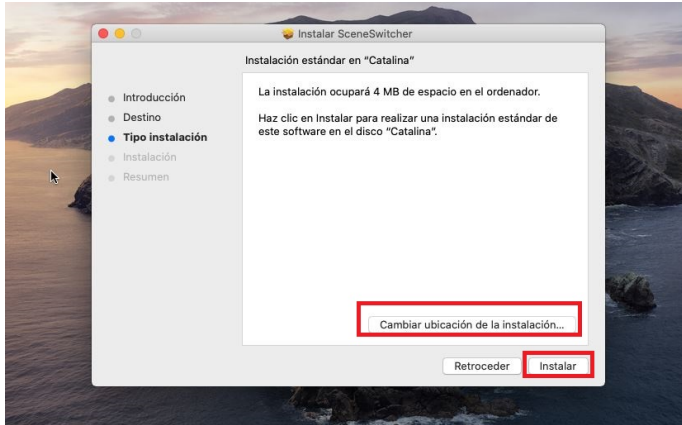 Instalar SceneSwitcher
Instalación estándar en “Catalina”
Introducción
Destino
Tipo instalación
Instalación
Resumen
La instalación ocupará 4 MB de espacio en el ordenador.
Haz clic en Instalar para realizar una instalación estándar de
este software en el disco “Catalina”.
Cambiar ubicación de la instalación...
Retroceder
Instalar